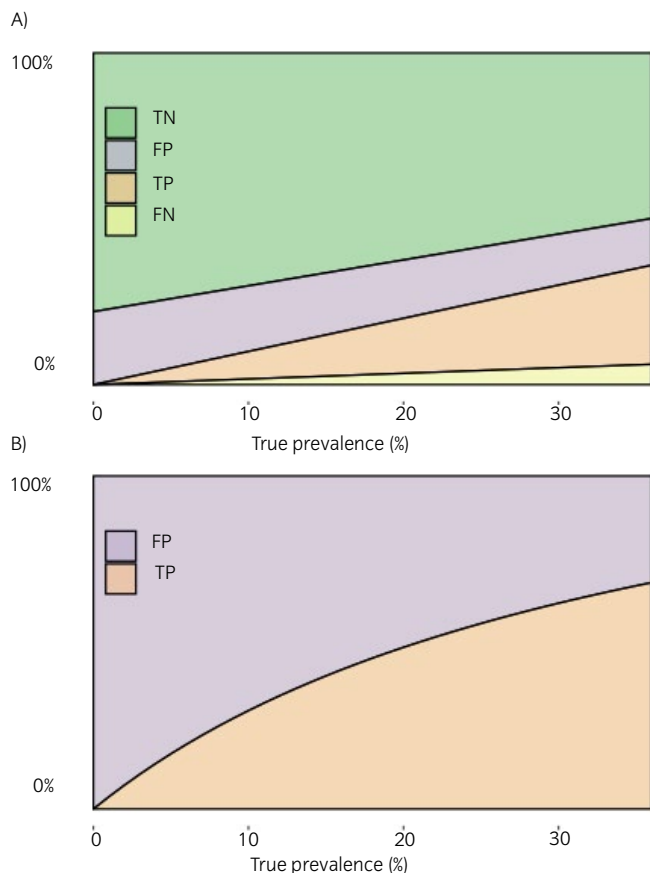 A)
100%
TN
FP
TP
FN
0%
0 10 20 30
True prevalence (%)
B)
100%
FP
TP
0%
0 10 20 30
True prevalence (%)